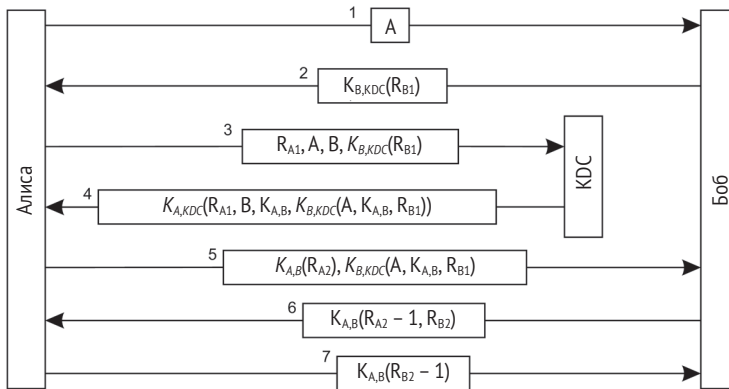 1
A
2
K_B,KDC(R_B1)
3
R_A1, A, B, K_B,KDC(R_B1)
KDC
4
K_A,KDC(R_A1, B, K_A,B, K_B,KDC(A, K_A,B, R_B1))
Алиса
Боб
5
K_A,B(R_A2), K_B,KDC(A, K_A,B, R_B1)
6
K_A,B(R_A2 – 1, R_B2)
7
K_A,B(R_B2 – 1)